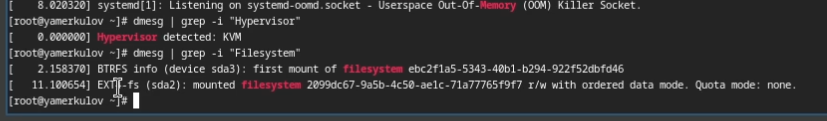 [    8.020320] systemd[1]: Listening on systemd-oomd.socket - Userspace Out-Of-Memory (OOM) Killer Socket.
[root@yamerkulov ~]# dmesg | grep -i "Hypervisor"
[    0.000000] Hypervisor detected: KVM
[root@yamerkulov ~]# dmesg | grep -i "Filesystem"
[    2.158370] BTRFS info (device sda3): first mount of filesystem ebc2f1a5-5343-40b1-b294-922f52dbfd46
[   11.100654] EXT4-fs (sda2): mounted filesystem 2099dc67-9a5b-4c50-ae1c-71a77765f9f7 r/w with ordered data mode. Quota mode: none.
[root@yamerkulov ~]#